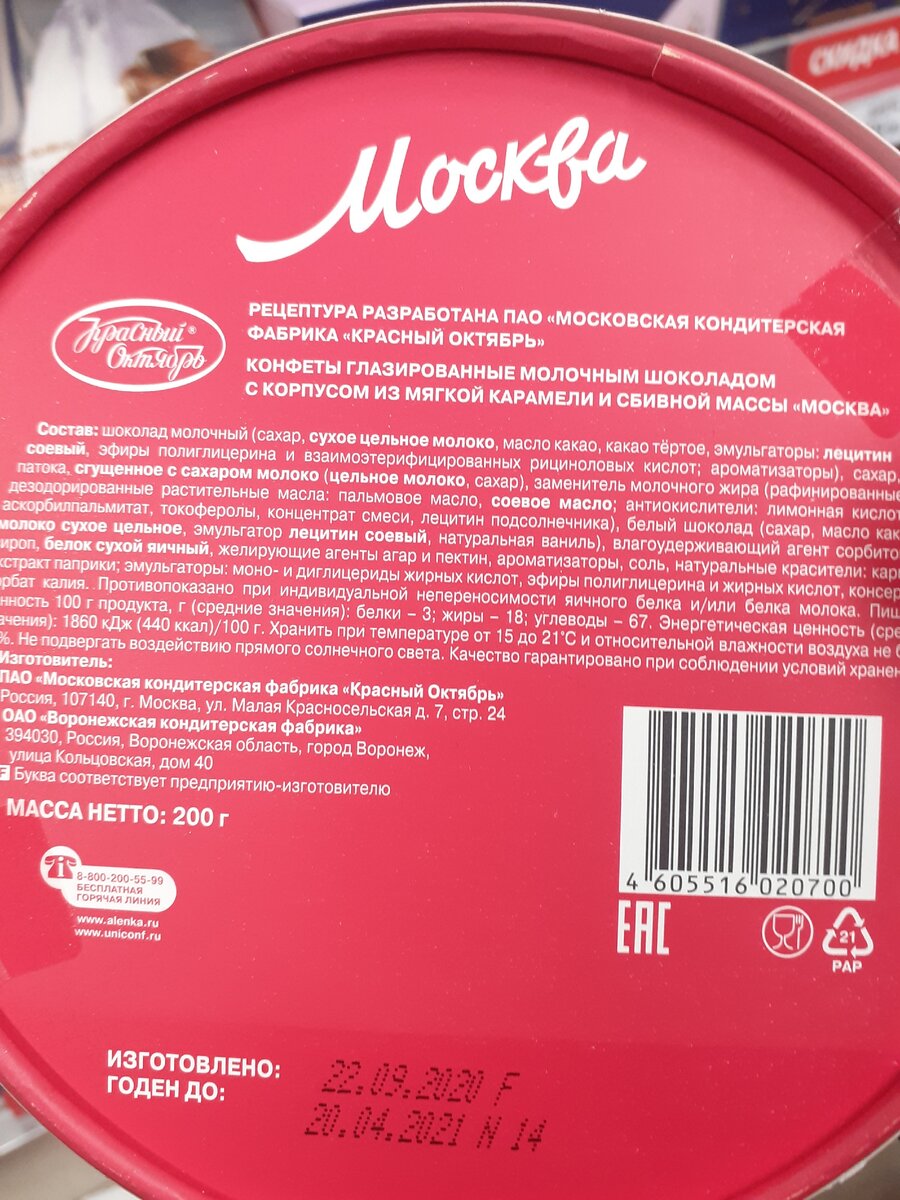 СКИДКА
Москва
Красный® Октябрь
РЕЦЕПТУРА РАЗРАБОТАНА ПАО «МОСКОВСКАЯ КОНДИТЕРСКАЯ
ФАБРИКА «КРАСНЫЙ ОКТЯБРЬ»
КОНФЕТЫ ГЛАЗИРОВАННЫЕ МОЛОЧНЫМ ШОКОЛАДОМ
С КОРПУСОМ ИЗ МЯГКОЙ КАРАМЕЛИ И СБИВНОЙ МАССЫ «МОСКВА»
Состав: шоколад молочный (сахар, сухое цельное молоко, масло какао, какао тёртое, эмульгаторы: лецитин
соевый, эфиры полиглицерина и взаимоэтерифицированных рициноловых кислот; ароматизаторы), сахар,
патока, сгущенное с сахаром молоко (цельное молоко, сахар), заменитель молочного жира (рафинированные
дезодорированные растительные масла: пальмовое масло, соевое масло; антиокислители: лимонная кислот
аскорбилпальмитат, токоферолы, концентрат смеси, лецитин подсолнечника), белый шоколад (сахар, масло как
молоко сухое цельное, эмульгатор лецитин соевый, натуральная ваниль), влагоудерживающий агент сорбито
ироп, белок сухой яичный, желирующие агенты агар и пектин, ароматизаторы, соль, натуральные красители: кар
кстракт паприки; эмульгаторы: моно- и диглицериды жирных кислот, эфиры полиглицерина и жирных кислот, консер
орбат калия. Противопоказано при индивидуальной непереносимости яичного белка и/или белка молока. Пищ
нность 100 г продукта, г (средние значения): белки – 3; жиры – 18; углеводы – 67. Энергетическая ценность (сре
ачения): 1860 кДж (440 ккал)/100 г. Хранить при температуре от 15 до 21°С и относительной влажности воздуха не б
%. Не подвергать воздействию прямого солнечного света. Качество гарантировано при соблюдении условий хранен
Изготовитель:
ПАО «Московская кондитерская фабрика «Красный Октябрь»
Россия, 107140, г. Москва, ул. Малая Красносельская д. 7, стр. 24
ОАО «Воронежская кондитерская фабрика»
394030, Россия, Воронежская область, город Воронеж,
улица Кольцовская, дом 40
F Буква соответствует предприятию-изготовителю
МАССА НЕТТО: 200 г
8-800-200-55-99
БЕСПЛАТНАЯ
ГОРЯЧАЯ ЛИНИЯ
www.alenka.ru
www.uniconf.ru
4 605516 020700
EAC
21
PAP
ИЗГОТОВЛЕНО: 22.09.2020 F
ГОДЕН ДО: 20.04.2021 N 14